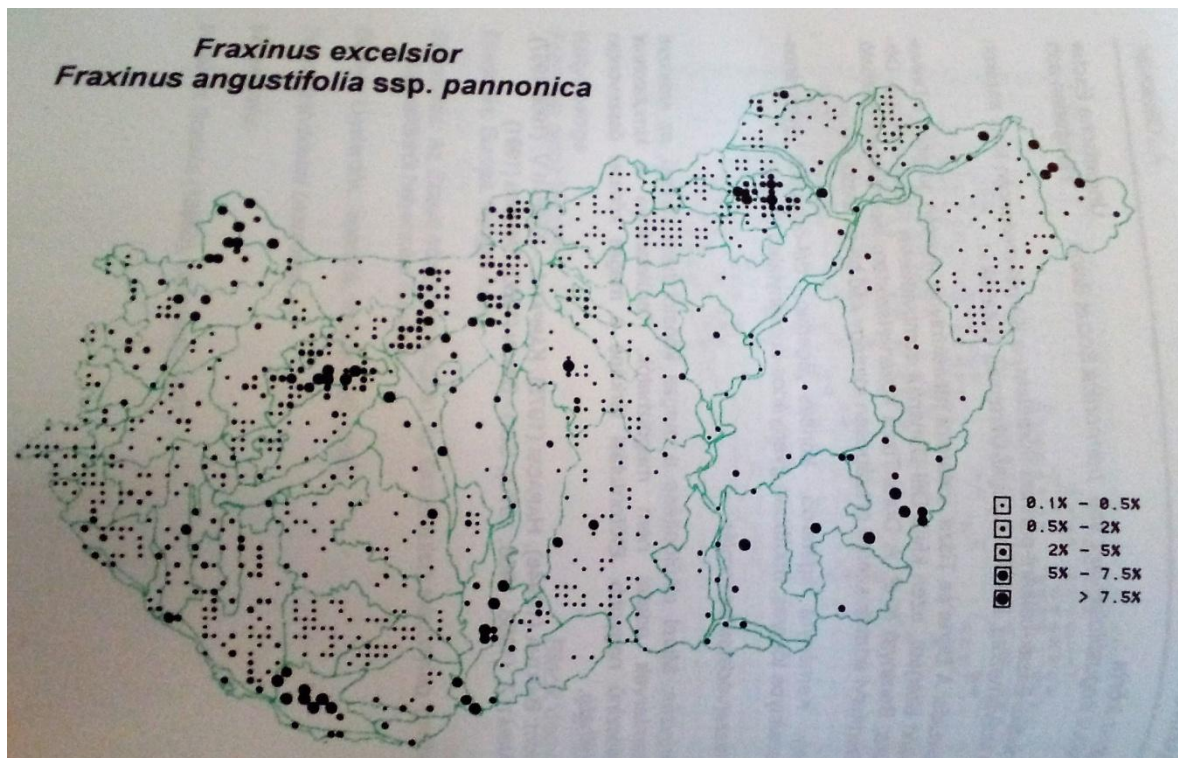 Fraxinus excelsior
Fraxinus angustifolia ssp. pannonica
0.1% - 0.5%
0.5% - 2%
2% - 5%
5% - 7.5%
> 7.5%